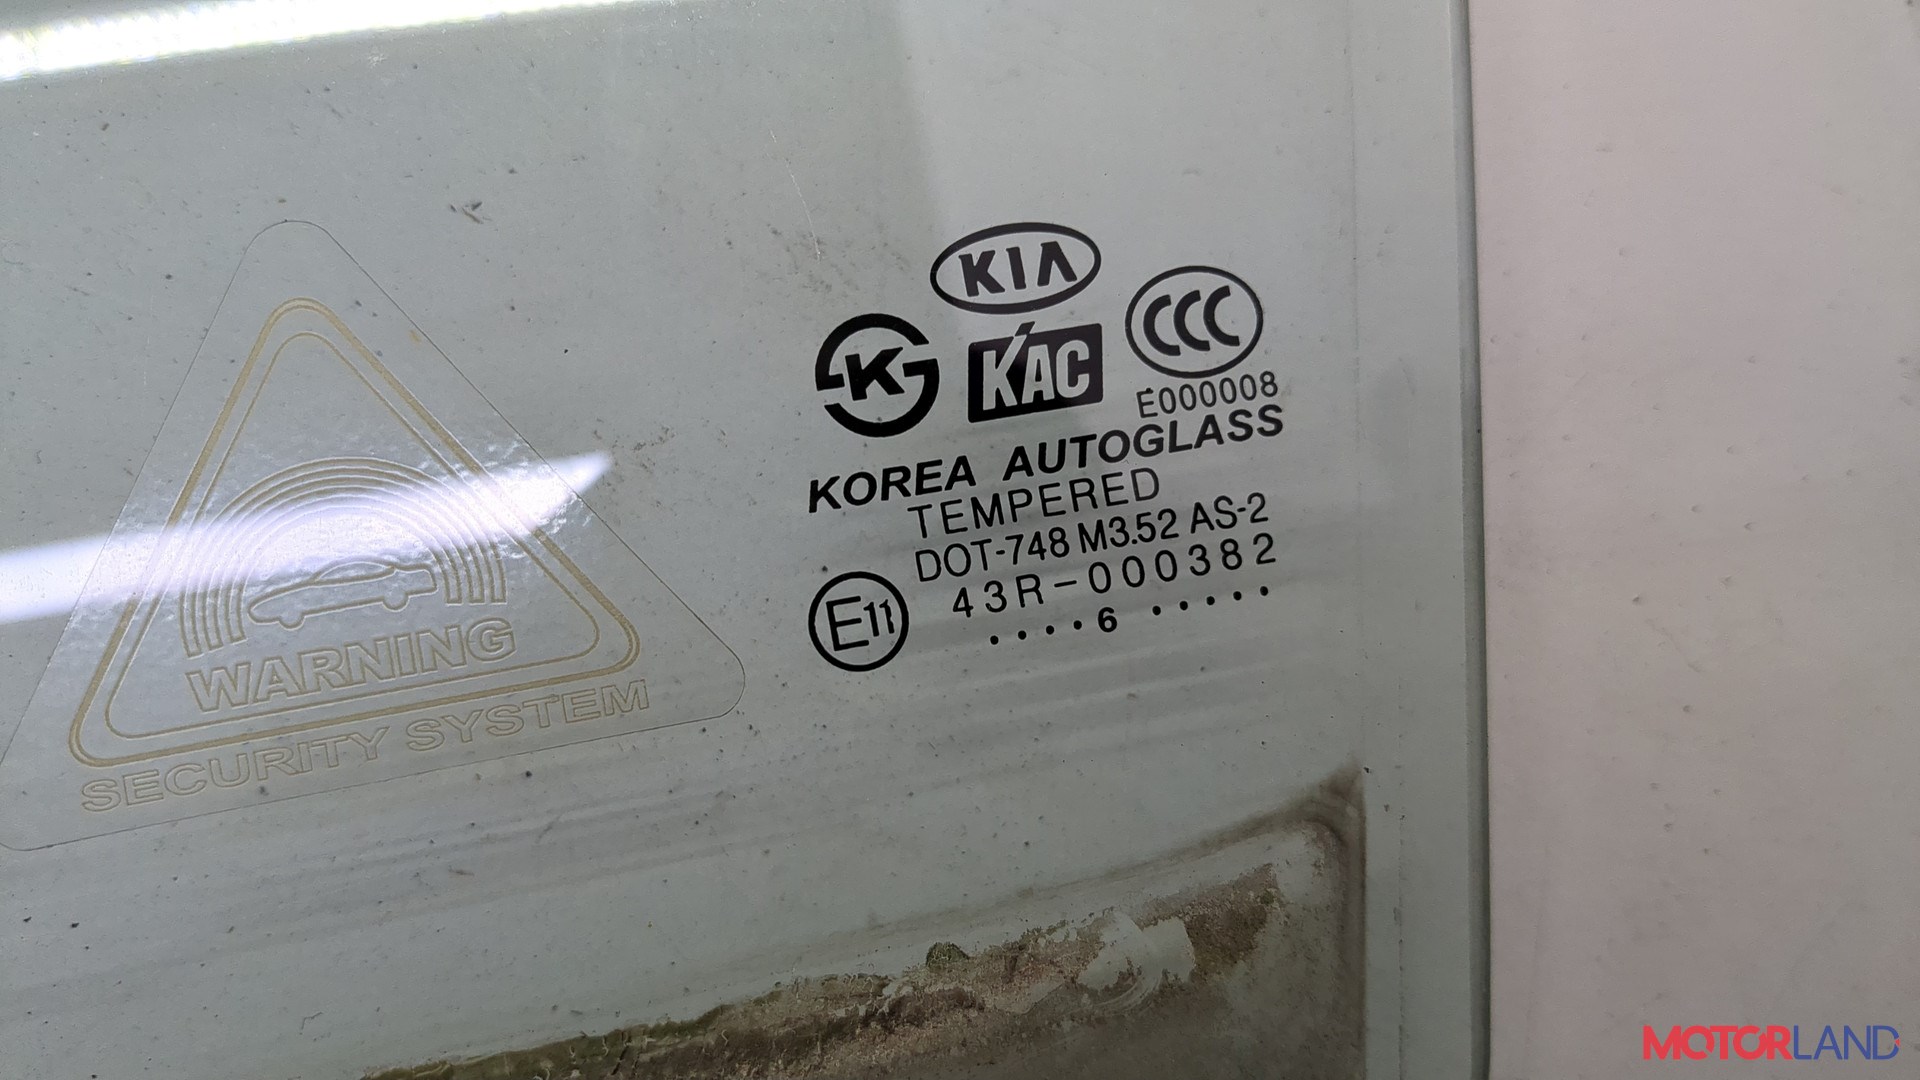 KIA
K
KAC
CCC
E000008
KOREA AUTOGLASS
TEMPERED
DOT-748 M3.52 AS-2
E11
43R-000382
....6.....
WARNING
SECURITY SYSTEM
MOTORLAND